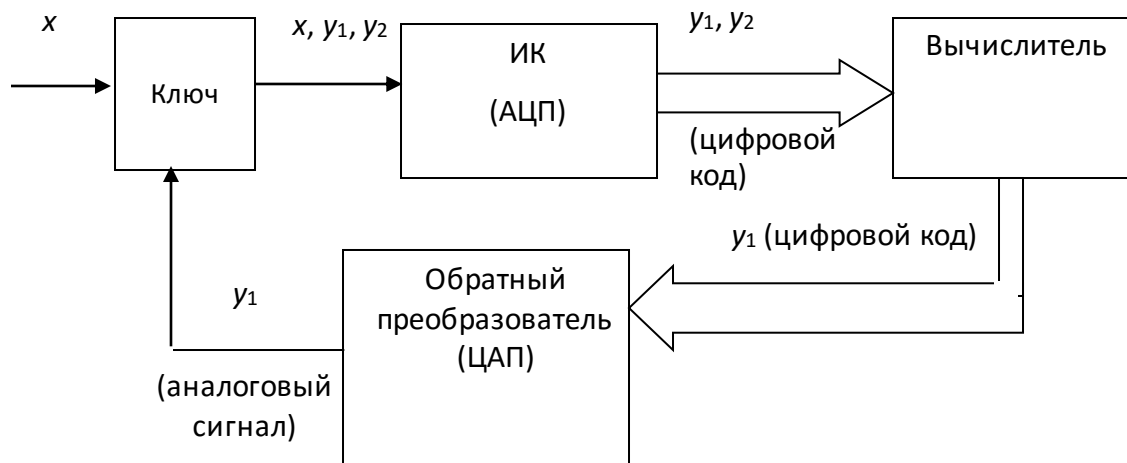 x
x, y1, y2
y1, y2
Ключ
ИК
(АЦП)
Вычислитель
(цифровой
код)
y1 (цифровой код)
Обратный
преобразователь
(ЦАП)
y1
(аналоговый
сигнал)